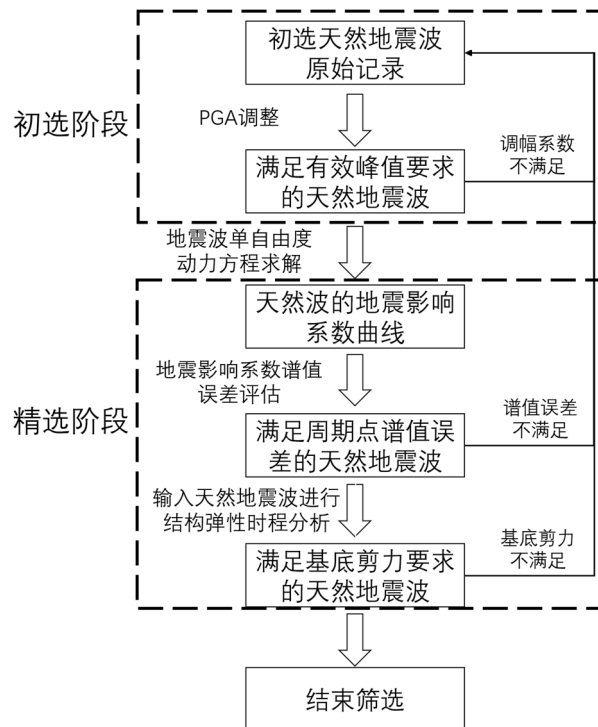 初选天然地震波
原始记录
PGA调整
初选阶段
调幅系数
不满足
满足有效峰值要求
的天然地震波
地震波单自由度
动力方程求解
天然波的地震影响
系数曲线
地震影响系数谱值
误差评估
精选阶段
谱值误差
不满足
满足周期点谱值误
差的天然地震波
输入天然地震波进行
结构弹性时程分析
基底剪力
不满足
满足基底剪力要求
的天然地震波
结束筛选